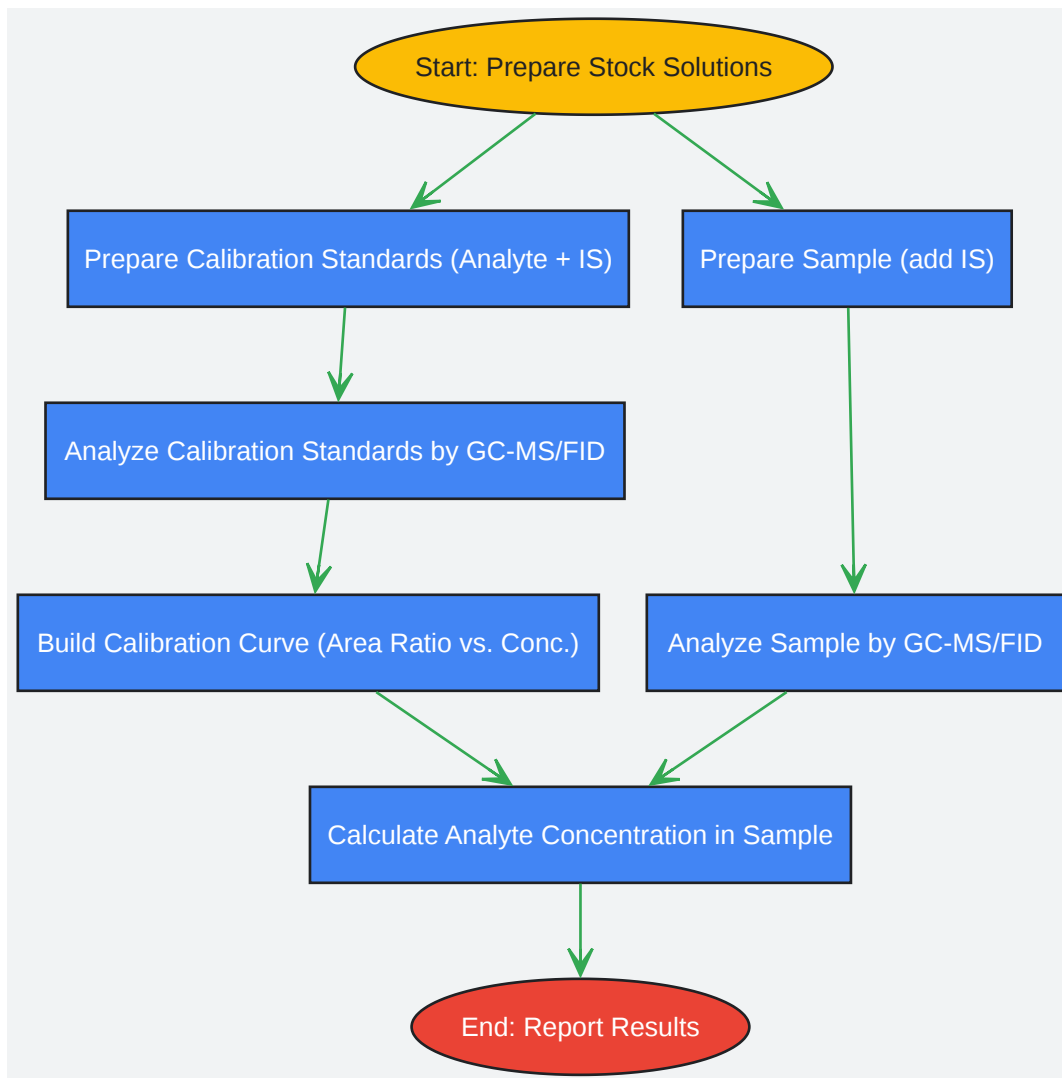 Start: Prepare Stock Solutions
Prepare Calibration Standards (Analyte + IS)
Prepare Sample (add IS)
Analyze Calibration Standards by GC-MS/FID
Build Calibration Curve (Area Ratio vs. Conc.)
Analyze Sample by GC-MS/FID
Calculate Analyte Concentration in Sample
End: Report Results